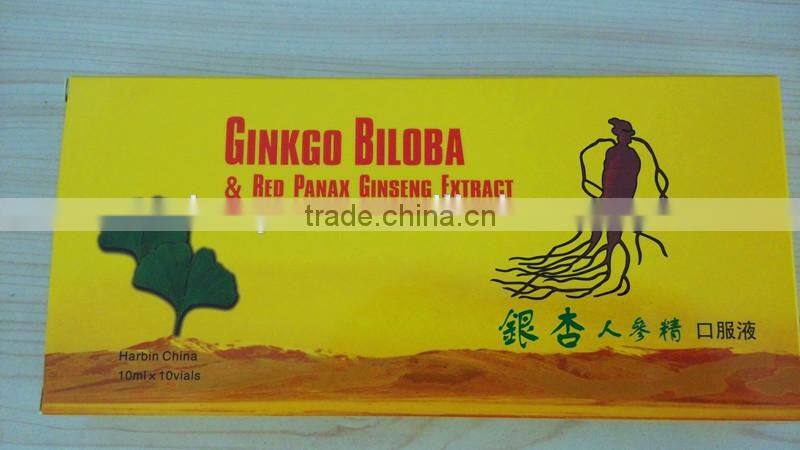 GINKGO BILOBA
& RED PANAX GINSENG EXTRACT
trade.china.cn
銀杏人參精 口服液
Harbin China
10ml x 10vials